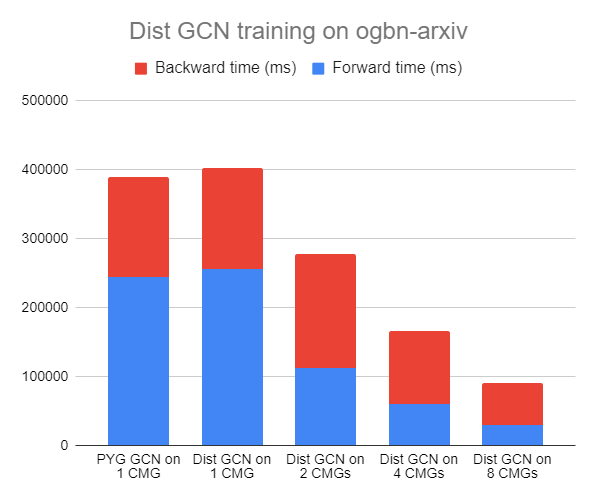 Dist GCN training on ogbn-arxiv
Backward time (ms) Forward time (ms)
500000
400000
300000
200000
100000
0
PYG GCN on 1 CMG
Dist GCN on 1 CMG
Dist GCN on 2 CMGs
Dist GCN on 4 CMGs
Dist GCN on 8 CMGs